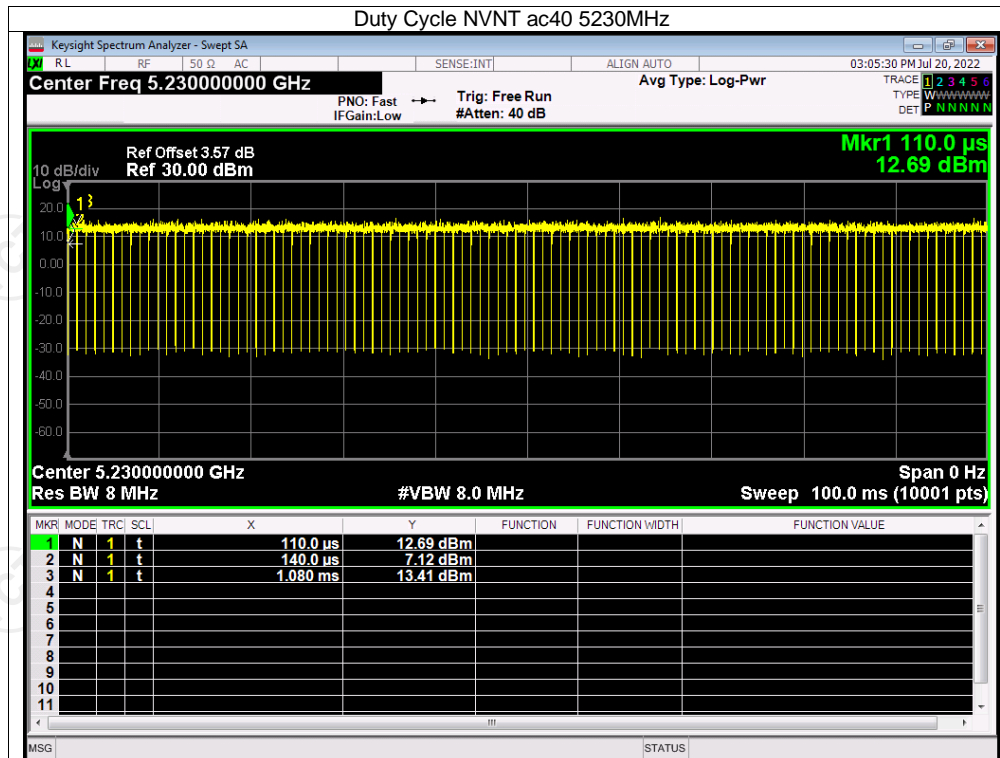 Duty Cycle NVNT ac40 5230MHz
Keysight Spectrum Analyzer - Swept SA
LXI RL RF 50 Ω AC SENSE:INT ALIGN AUTO 03:05:30 PM Jul 20, 2022
Center Freq 5.230000000 GHz Avg Type: Log-Pwr TRACE 1 2 3 4 5 6
PNO: Fast Trig: Free Run TYPE WWWWWW
IFGain:Low #Atten: 40 dB DET P N N N N N
Mkr1 110.0 µs
Ref Offset 3.57 dB
10 dB/div Ref 30.00 dBm 12.69 dBm
Log
1 3
20.0
2
10.0
0.00
-10.0
-20.0
-30.0
-40.0
-50.0
-60.0
Center 5.230000000 GHz Span 0 Hz
Res BW 8 MHz #VBW 8.0 MHz Sweep 100.0 ms (10001 pts)
MKR MODE TRC SCL X Y FUNCTION FUNCTION WIDTH FUNCTION VALUE
1 N 1 t 110.0 µs 12.69 dBm
2 N 1 t 140.0 µs 7.12 dBm
3 N 1 t 1.080 ms 13.41 dBm
4
5
6
7
8
9
10
11
MSG STATUS